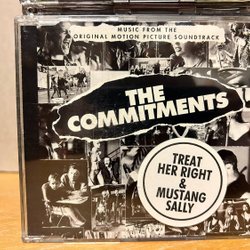 MUSIC FROM THE
ORIGINAL MOTION PICTURE SOUNDTRACK
THE
COMMITMENTS
TREAT
HER RIGHT
&
MUSTANG
SALLY